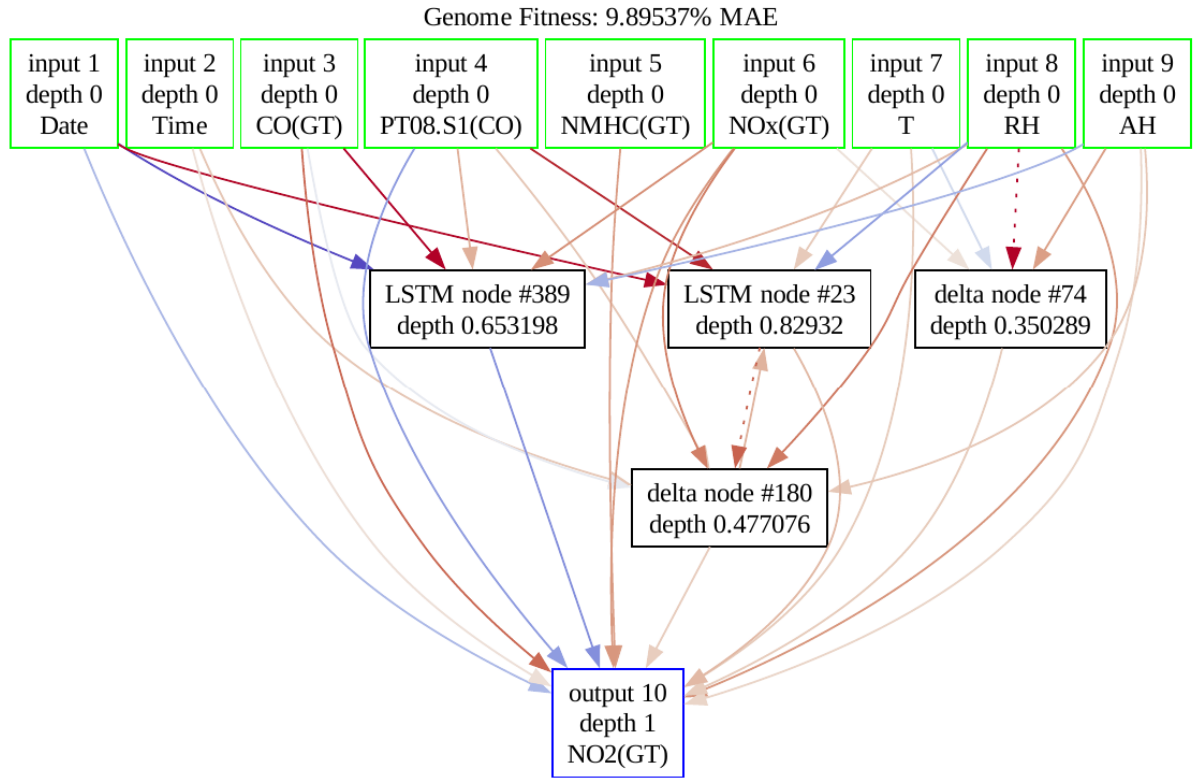 Genome Fitness: 9.89537% MAE
input 1
depth 0
Date
input 2
depth 0
Time
input 3
depth 0
CO(GT)
input 4
depth 0
PT08.S1(CO)
input 5
depth 0
NMHC(GT)
input 6
depth 0
NOx(GT)
input 7
depth 0
T
input 8
depth 0
RH
input 9
depth 0
AH
LSTM node #389
depth 0.653198
LSTM node #23
depth 0.82932
delta node #74
depth 0.350289
delta node #180
depth 0.477076
output 10
depth 1
NO2(GT)